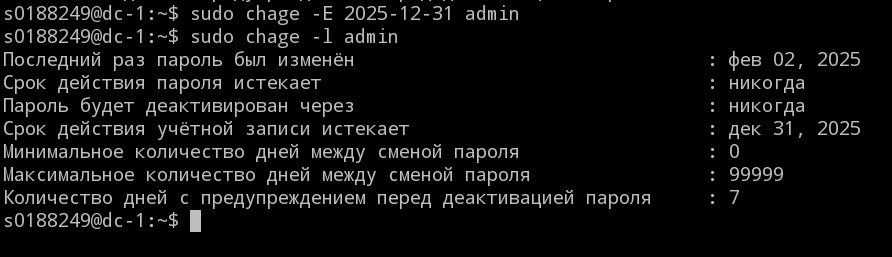 s0188249@dc-1:~$ sudo chage -E 2025-12-31 admin
s0188249@dc-1:~$ sudo chage -l admin
Последний раз пароль был изменён : фев 02, 2025
Срок действия пароля истекает : никогда
Пароль будет деактивирован через : никогда
Срок действия учётной записи истекает : дек 31, 2025
Минимальное количество дней между сменой пароля : 0
Максимальное количество дней между сменой пароля : 99999
Количество дней с предупреждением перед деактивацией пароля : 7
s0188249@dc-1:~$